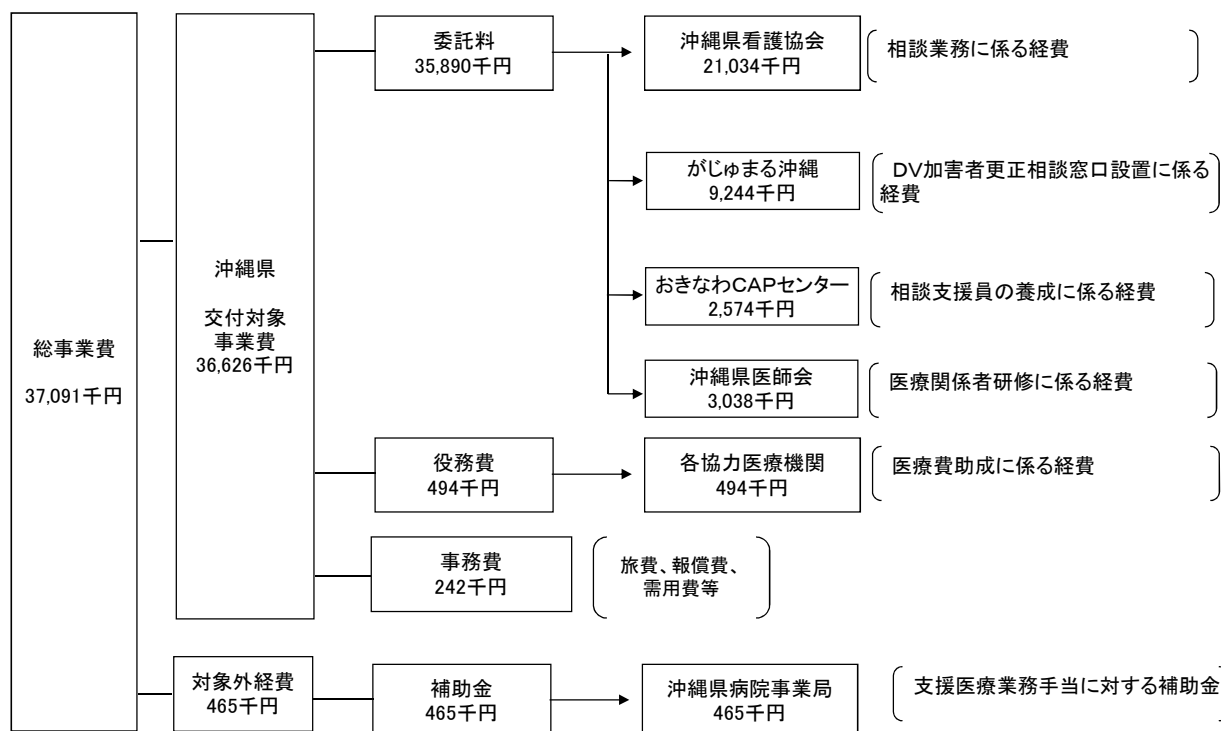 総事業費
37,091千円
沖縄県
交付対象
事業費
36,626千円
委託料
35,890千円
沖縄県看護協会
21,034千円
相談業務に係る経費
がじゅまる沖縄
9,244千円
DV加害者更正相談窓口設置に係る
経費
おきなわCAPセンター
2,574千円
相談支援員の養成に係る経費
沖縄県医師会
3,038千円
医療関係者研修に係る経費
役務費
494千円
各協力医療機関
494千円
医療費助成に係る経費
事務費
242千円
旅費、報償費、
需用費等
対象外経費
465千円
補助金
465千円
沖縄県病院事業局
465千円
支援医療業務手当に対する補助金